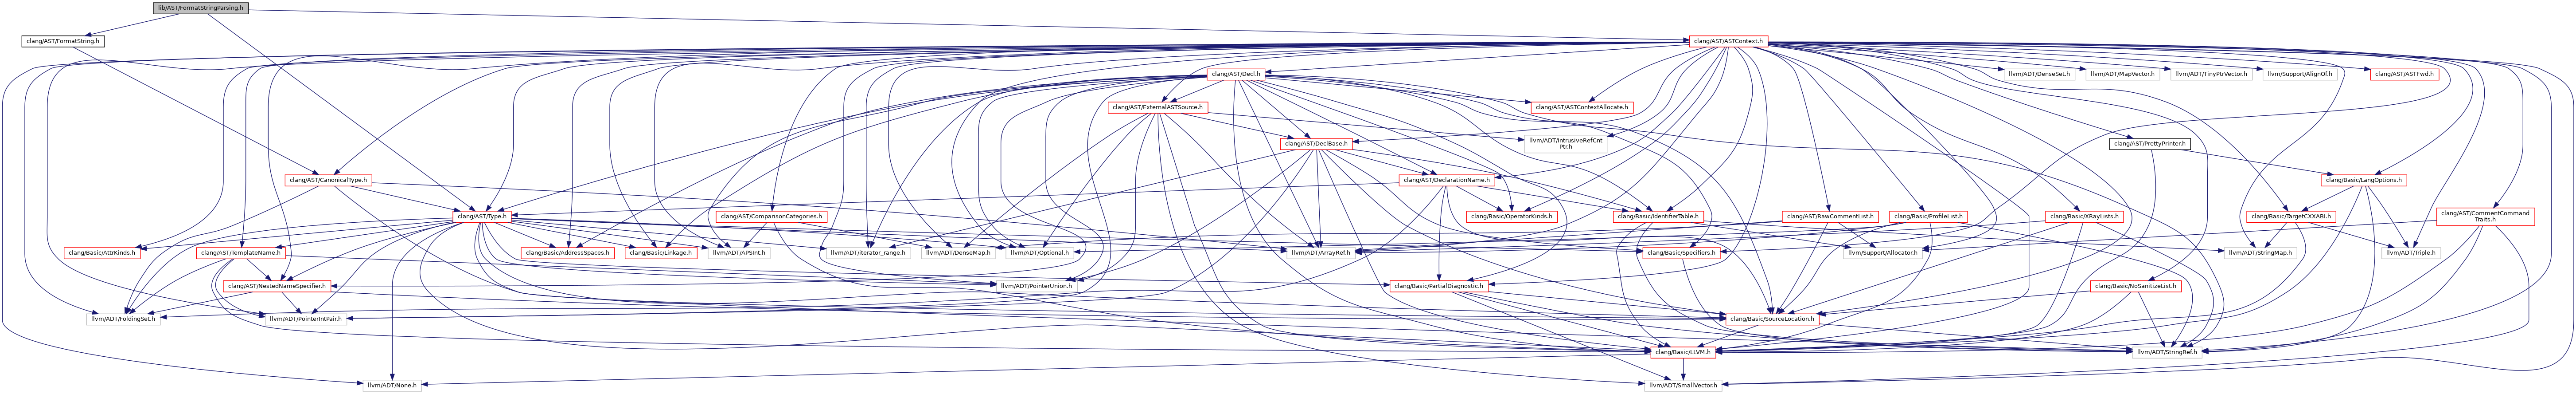 lib/AST/FormatStringParsing.h
clang/AST/FormatString.h
clang/AST/ASTContext.h
clang/AST/Decl.h
llvm/ADT/DenseSet.h
llvm/ADT/MapVector.h
llvm/ADT/TinyPtrVector.h
llvm/Support/AlignOf.h
clang/AST/ASTFwd.h
clang/AST/ExternalASTSource.h
clang/AST/ASTContextAllocate.h
clang/AST/DeclBase.h
llvm/ADT/IntrusiveRefCnt
Ptr.h
clang/AST/PrettyPrinter.h
clang/AST/CanonicalType.h
clang/AST/DeclarationName.h
clang/Basic/LangOptions.h
clang/AST/Type.h
clang/AST/ComparisonCategories.h
clang/Basic/OperatorKinds.h
clang/Basic/IdentifierTable.h
clang/AST/RawCommentList.h
clang/Basic/ProfileList.h
clang/Basic/XRayLists.h
clang/Basic/TargetCXXABI.h
clang/AST/CommentCommand
Traits.h
clang/Basic/AttrKinds.h
clang/AST/TemplateName.h
clang/Basic/AddressSpaces.h
clang/Basic/Linkage.h
llvm/ADT/APSInt.h
llvm/ADT/iterator_range.h
llvm/ADT/DenseMap.h
llvm/ADT/Optional.h
llvm/ADT/ArrayRef.h
clang/Basic/Specifiers.h
llvm/Support/Allocator.h
llvm/ADT/StringMap.h
llvm/ADT/Triple.h
clang/AST/NestedNameSpecifier.h
llvm/ADT/PointerUnion.h
clang/Basic/PartialDiagnostic.h
clang/Basic/NoSanitizeList.h
llvm/ADT/FoldingSet.h
llvm/ADT/PointerIntPair.h
clang/Basic/SourceLocation.h
clang/Basic/LLVM.h
llvm/ADT/StringRef.h
llvm/ADT/None.h
llvm/ADT/SmallVector.h